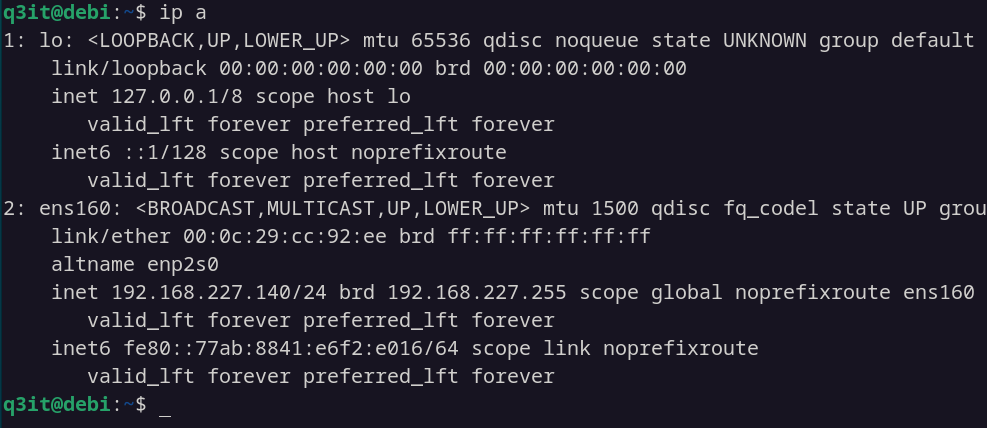 q3it@debi:~$ ip a
1: lo: <LOOPBACK,UP,LOWER_UP> mtu 65536 qdisc noqueue state UNKNOWN group default
    link/loopback 00:00:00:00:00:00 brd 00:00:00:00:00:00
    inet 127.0.0.1/8 scope host lo
       valid_lft forever preferred_lft forever
    inet6 ::1/128 scope host noprefixroute
       valid_lft forever preferred_lft forever
2: ens160: <BROADCAST,MULTICAST,UP,LOWER_UP> mtu 1500 qdisc fq_codel state UP grou
    link/ether 00:0c:29:cc:92:ee brd ff:ff:ff:ff:ff:ff
    altname enp2s0
    inet 192.168.227.140/24 brd 192.168.227.255 scope global noprefixroute ens160
       valid_lft forever preferred_lft forever
    inet6 fe80::77ab:8841:e6f2:e016/64 scope link noprefixroute
       valid_lft forever preferred_lft forever
q3it@debi:~$ _